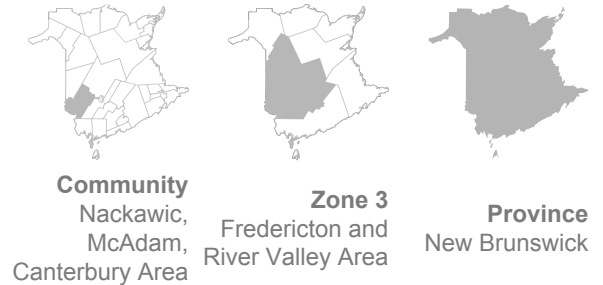 Community
Nackawic,
McAdam,
Canterbury Area
Zone 3
Fredericton and
River Valley Area
Province
New Brunswick